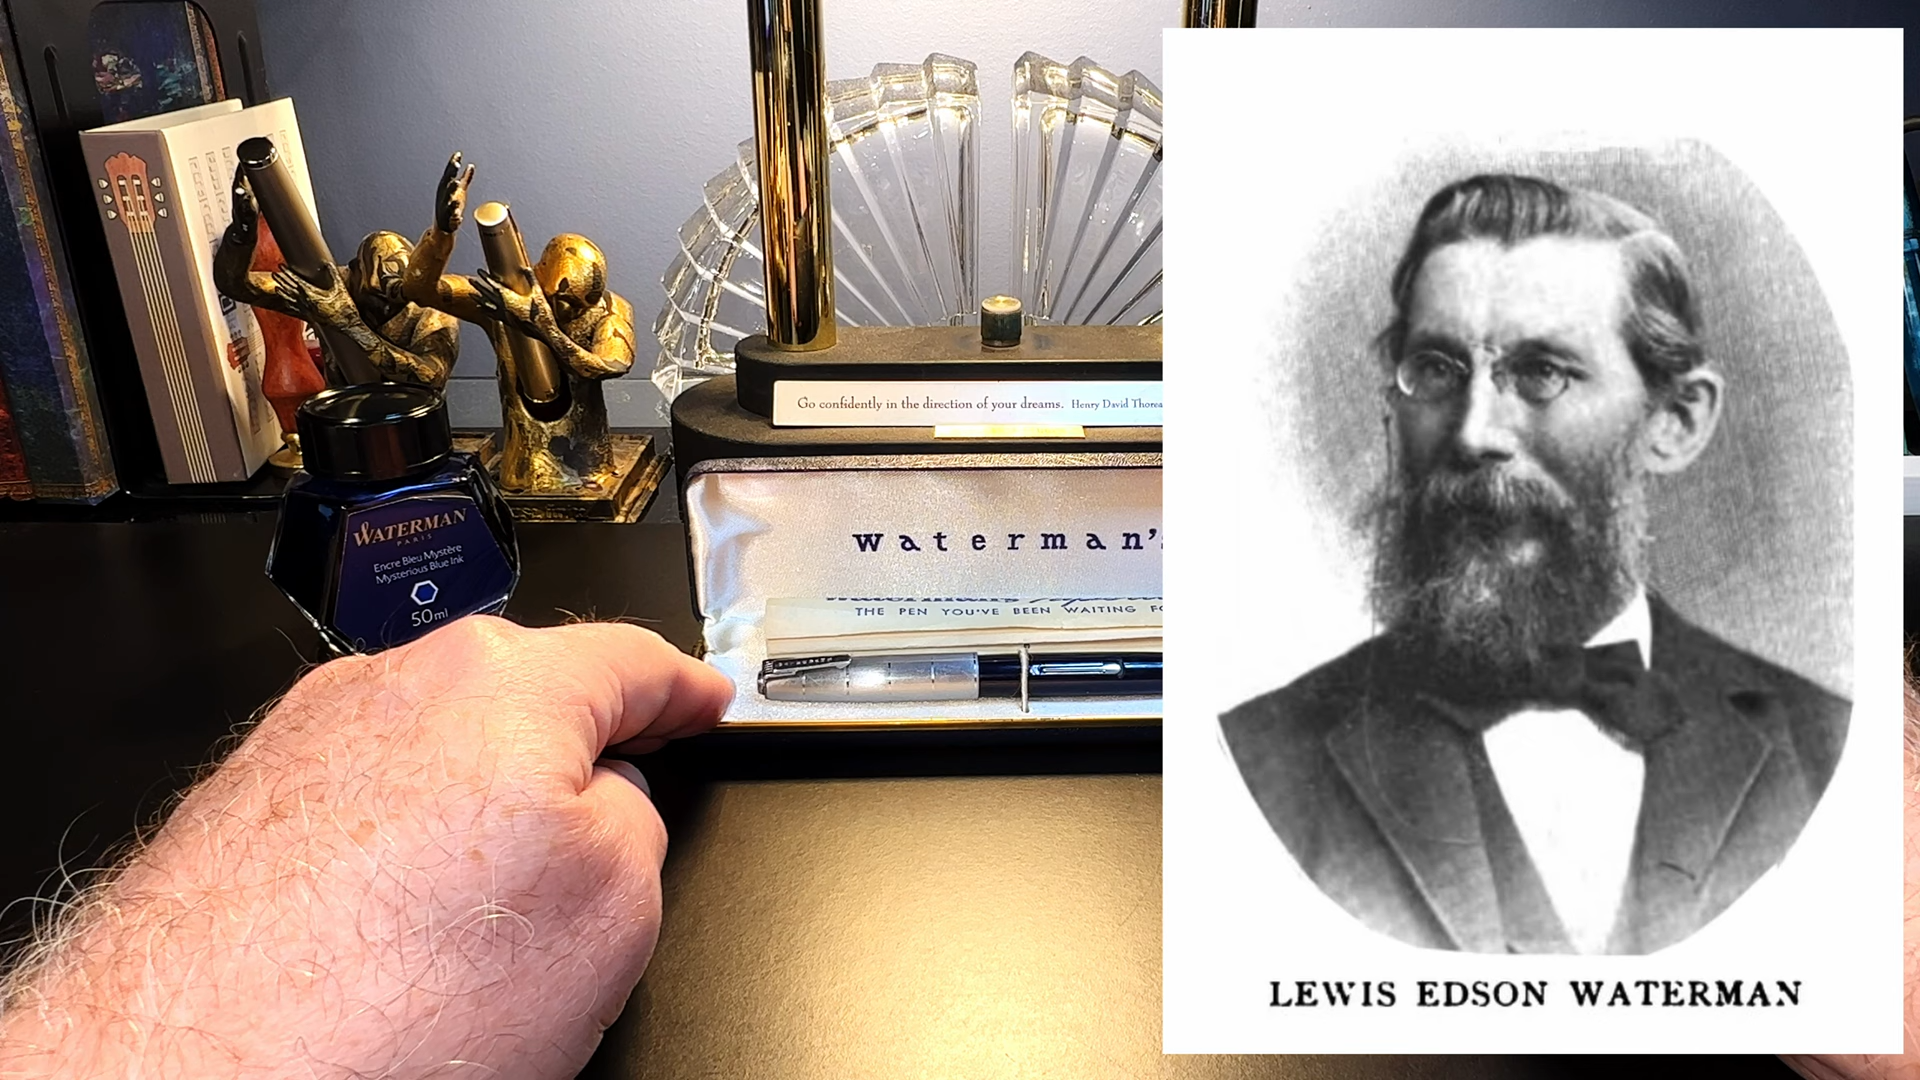 WATERMAN
PARIS
Encre Bleu Mystère
Mysterious Blue Ink
50ml
Go confidently in the direction of your dreams. Henry David
Waterman's
THE PEN YOU'VE BEEN WAITING
LEWIS EDSON WATERMAN